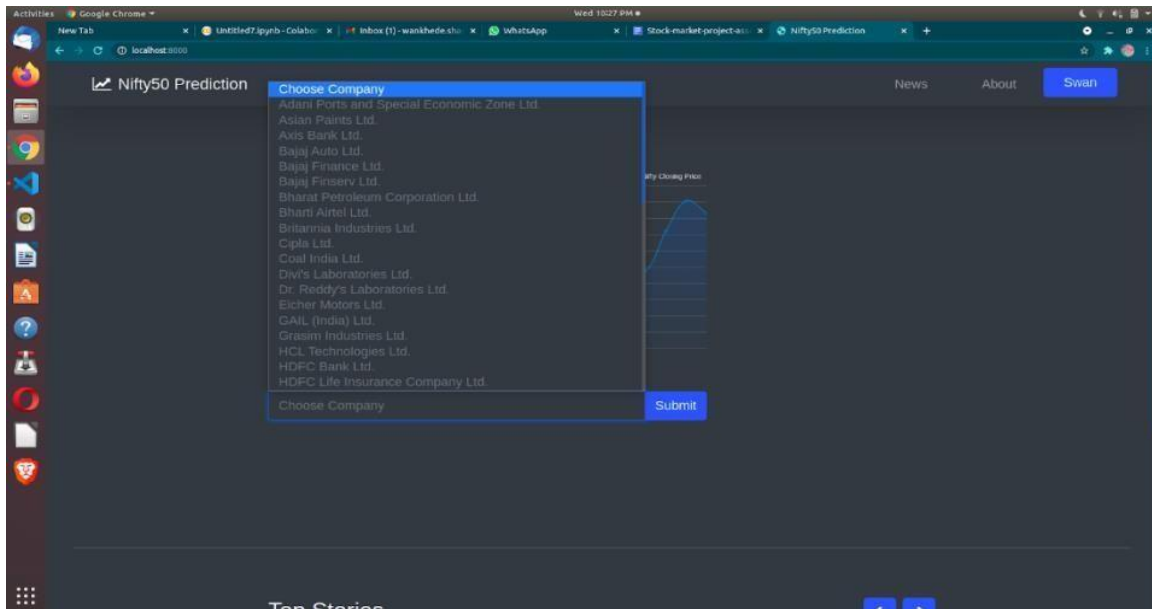 Activities Google Chrome Wed 10:27 PM
New Tab Untitled7.ipynb - Colabor Inbox (1) - wankhede.sha WhatsApp Stock-market-project-ass Nifty50 Prediction
localhost:8000
Nifty50 Prediction News About Swan
Choose Company
Adani Ports and Special Economic Zone Ltd.
Asian Paints Ltd.
Axis Bank Ltd.
Bajaj Auto Ltd.
Bajaj Finance Ltd.
Bajaj Finserv Ltd.
Bharat Petroleum Corporation Ltd.
Bharti Airtel Ltd.
Britannia Industries Ltd.
Cipla Ltd.
Coal India Ltd.
Divi's Laboratories Ltd.
Dr. Reddy's Laboratories Ltd.
Eicher Motors Ltd.
GAIL (India) Ltd.
Grasim Industries Ltd.
HCL Technologies Ltd.
HDFC Bank Ltd.
HDFC Life Insurance Company Ltd.
Closing Price
Choose Company Submit
Top Stories